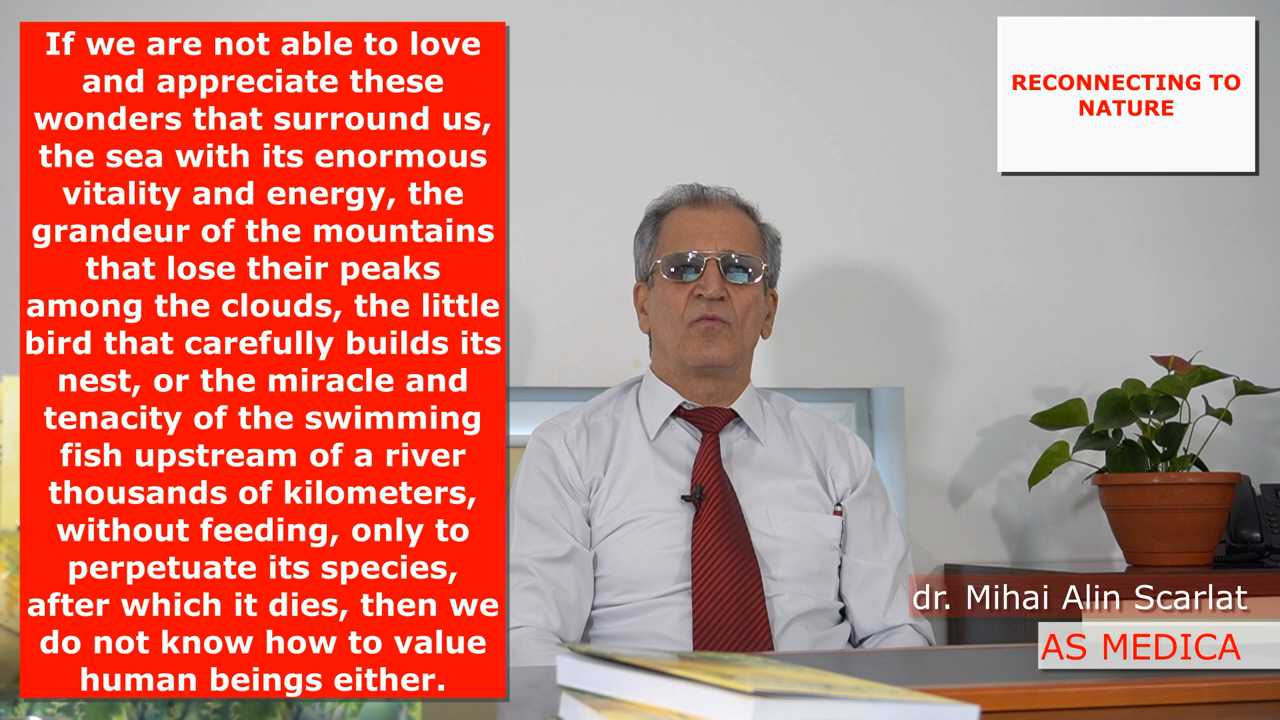 If we are not able to love
and appreciate these
wonders that surround us,
the sea with its enormous
vitality and energy, the
grandeur of the mountains
that lose their peaks
among the clouds, the little
bird that carefully builds its
nest, or the miracle and
tenacity of the swimming
fish upstream of a river
thousands of kilometers,
without feeding, only to
perpetuate its species,
after which it dies, then we
do not know how to value
human beings either.
RECONNECTING TO
NATURE
dr. Mihai Alin Scarlat
AS MEDICA